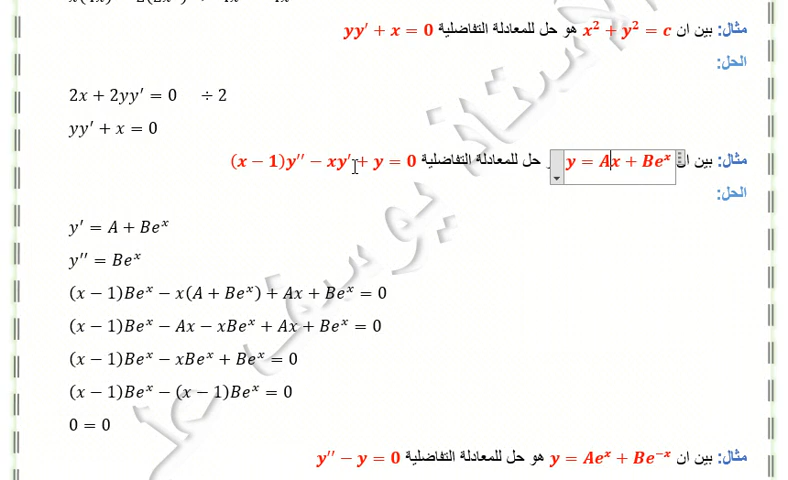 مثال: بين ان x² + y² = c هو حل للمعادلة التفاضلية yy′ + x = 0
الحل:
2x + 2yy′ = 0 ÷ 2
yy′ + x = 0
مثال: بين ان y = Ax + Beˣ حل للمعادلة التفاضلية (x − 1)y′′ − xy′ + y = 0
الحل:
y′ = A + Beˣ
y′′ = Beˣ
(x − 1)Beˣ − x(A + Beˣ) + Ax + Beˣ = 0
(x − 1)Beˣ − Ax − xBeˣ + Ax + Beˣ = 0
(x − 1)Beˣ − xBeˣ + Beˣ = 0
(x − 1)Beˣ − (x − 1)Beˣ = 0
0 = 0
مثال: بين ان y = Aeˣ + Be⁻ˣ هو حل للمعادلة التفاضلية y′′ − y = 0